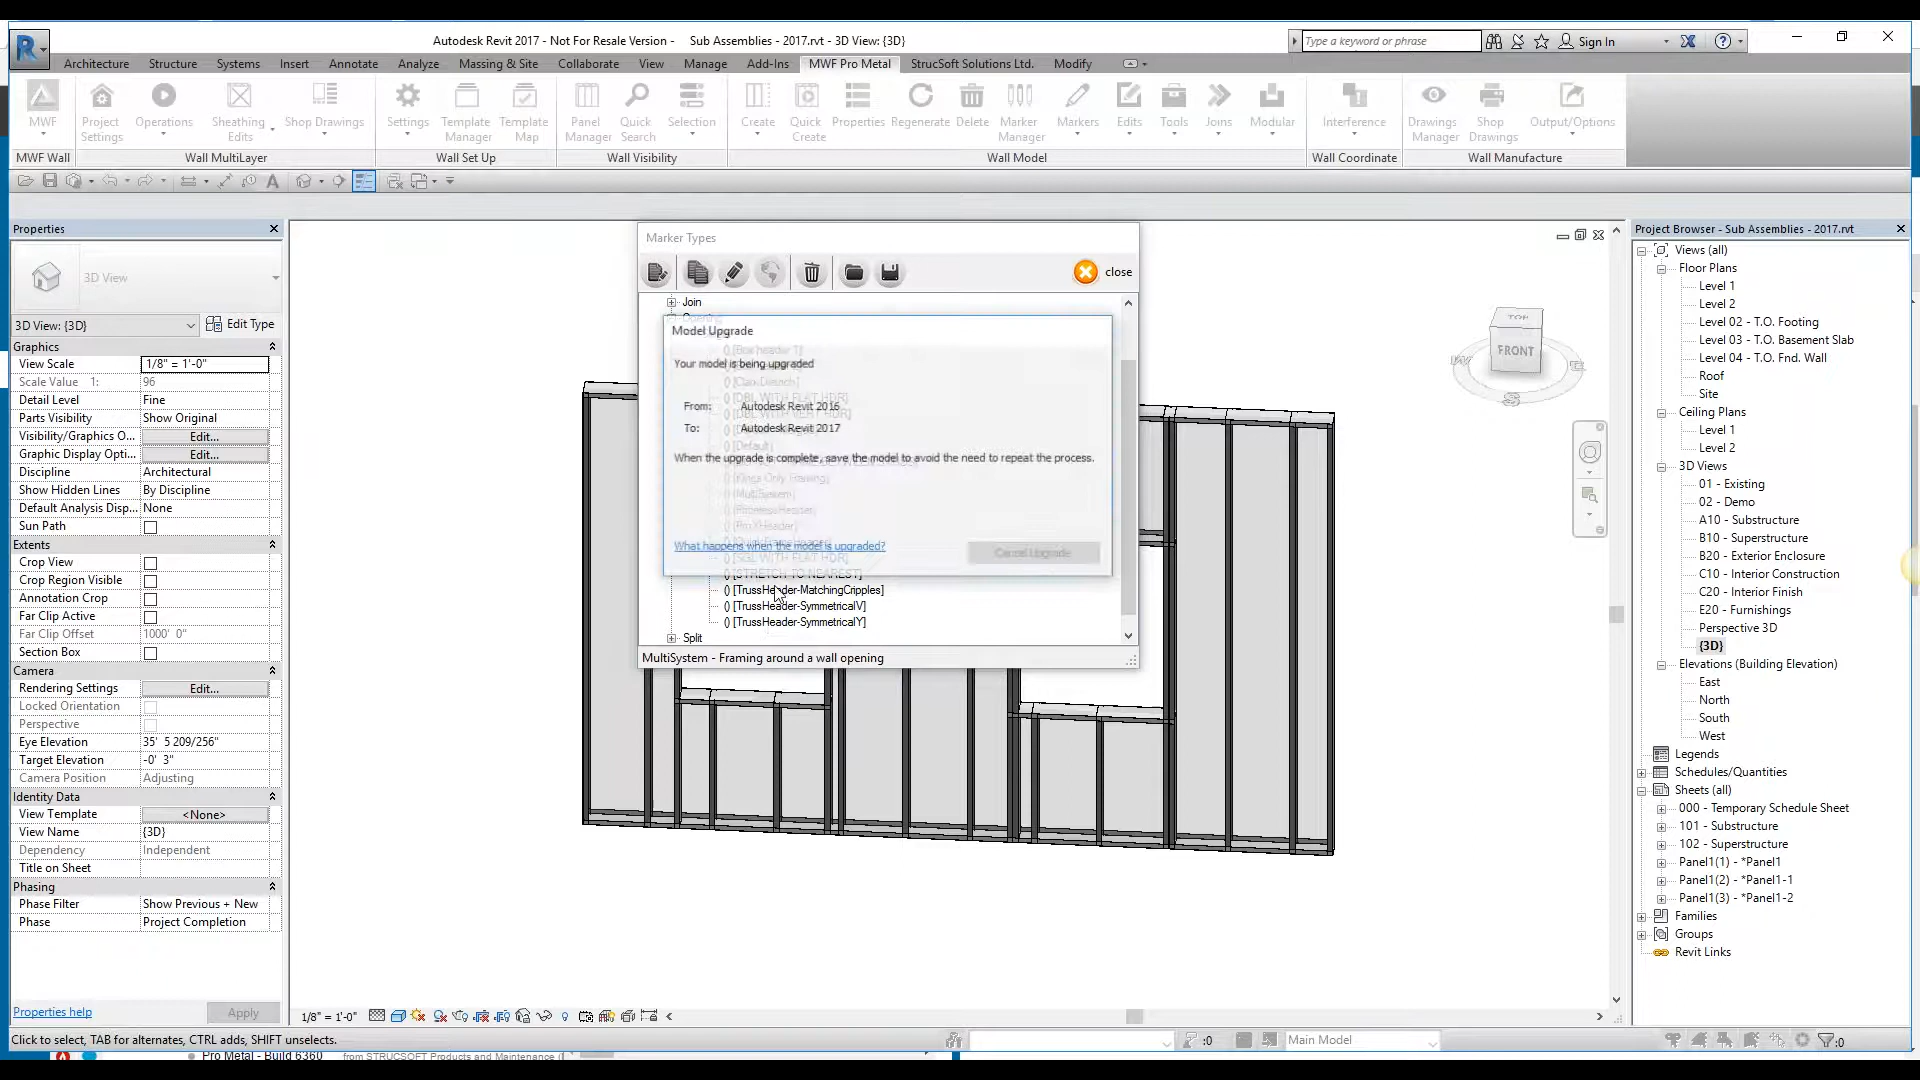 Autodesk Revit 2017 - Not For Resale Version - Sub Assemblies - 2017.rvt - 3D View: {3D}
Type a keyword or phrase
Sign In
Architecture Structure Systems Insert Annotate Analyze Massing & Site Collaborate View Manage Add-Ins MWF Pro Metal StrucSoft Solutions Ltd. Modify
MWF
Project Settings
Operations
Sheathing Edits
Shop Drawings
Settings
Template Manager
Template Map
Panel Manager
Quick Search
Selection
Create
Quick Create
Properties
Regenerate
Delete
Marker Manager
Markers
Edits
Tools
Joins
Modular
Interference
Drawings Manager
Shop Drawings
Output/Options
MWF Wall
Wall MultiLayer
Wall Set Up
Wall Visibility
Wall Model
Wall Coordinate
Wall Manufacture
Properties
3D View
3D View: {3D}
Edit Type
Graphics
View Scale 1/8" = 1'-0"
Scale Value 1: 96
Detail Level Fine
Parts Visibility Show Original
Visibility/Graphics O... Edit...
Graphic Display Opti... Edit...
Discipline Architectural
Show Hidden Lines By Discipline
Default Analysis Disp... None
Sun Path
Extents
Crop View
Crop Region Visible
Annotation Crop
Far Clip Active
Far Clip Offset 1000' 0"
Section Box
Camera
Rendering Settings Edit...
Locked Orientation
Perspective
Eye Elevation 35' 5 209/256"
Target Elevation -0' 3"
Camera Position Adjusting
Identity Data
View Template <None>
View Name {3D}
Dependency Independent
Title on Sheet
Phasing
Phase Filter Show Previous + New
Phase Project Completion
Properties help
Apply
Marker Types
close
Join
Model Upgrade
Your model is being upgraded
From: Autodesk Revit 2016
To: Autodesk Revit 2017
When the upgrade is complete, save the model to avoid the need to repeat the process.
What happens when the model is upgraded?
Cancel Upgrade
() [SGL WITH FLAT HDR]
() [STRETCH TO NEAREST]
() [TrussHeader-MatchingCripples]
() [TrussHeader-SymmetricalV]
() [TrussHeader-SymmetricalY]
Split
MultiSystem - Framing around a wall opening
TOP
FRONT
S
Project Browser - Sub Assemblies - 2017.rvt
Views (all)
Floor Plans
Level 1
Level 2
Level 02 - T.O. Footing
Level 03 - T.O. Basement Slab
Level 04 - T.O. Fnd. Wall
Roof
Site
Ceiling Plans
Level 1
Level 2
3D Views
01 - Existing
02 - Demo
A10 - Substructure
B10 - Superstructure
B20 - Exterior Enclosure
C10 - Interior Construction
C20 - Interior Finish
E20 - Furnishings
Perspective 3D
{3D}
Elevations (Building Elevation)
East
North
South
West
Legends
Schedules/Quantities
Sheets (all)
000 - Temporary Schedule Sheet
101 - Substructure
102 - Superstructure
Panel1(1) - *Panel1
Panel1(2) - *Panel1-1
Panel1(3) - *Panel1-2
Families
Groups
Revit Links
1/8" = 1'-0"
Click to select, TAB for alternates, CTRL adds, SHIFT unselects.
:0
Main Model
:0
Pro Metal - Build 6360 from STRUCSOFT Products and Maintenance